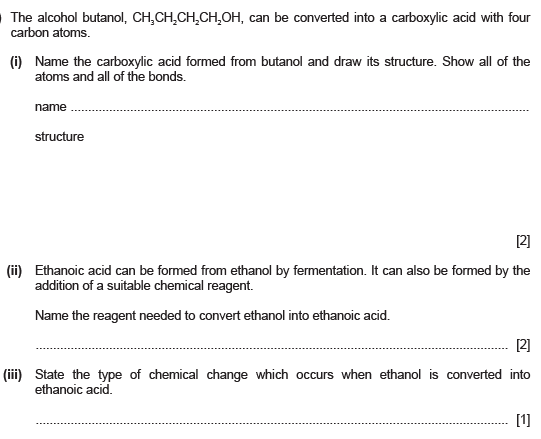 The alcohol butanol, CH₃CH₂CH₂CH₂OH, can be converted into a carboxylic acid with four
carbon atoms.
(i) Name the carboxylic acid formed from butanol and draw its structure. Show all of the
atoms and all of the bonds.
name ........................................................................................................................................
structure
[2]
(ii) Ethanoic acid can be formed from ethanol by fermentation. It can also be formed by the
addition of a suitable chemical reagent.
Name the reagent needed to convert ethanol into ethanoic acid.
............................................................................................................................................ [2]
(iii) State the type of chemical change which occurs when ethanol is converted into
ethanoic acid.
............................................................................................................................................ [1]